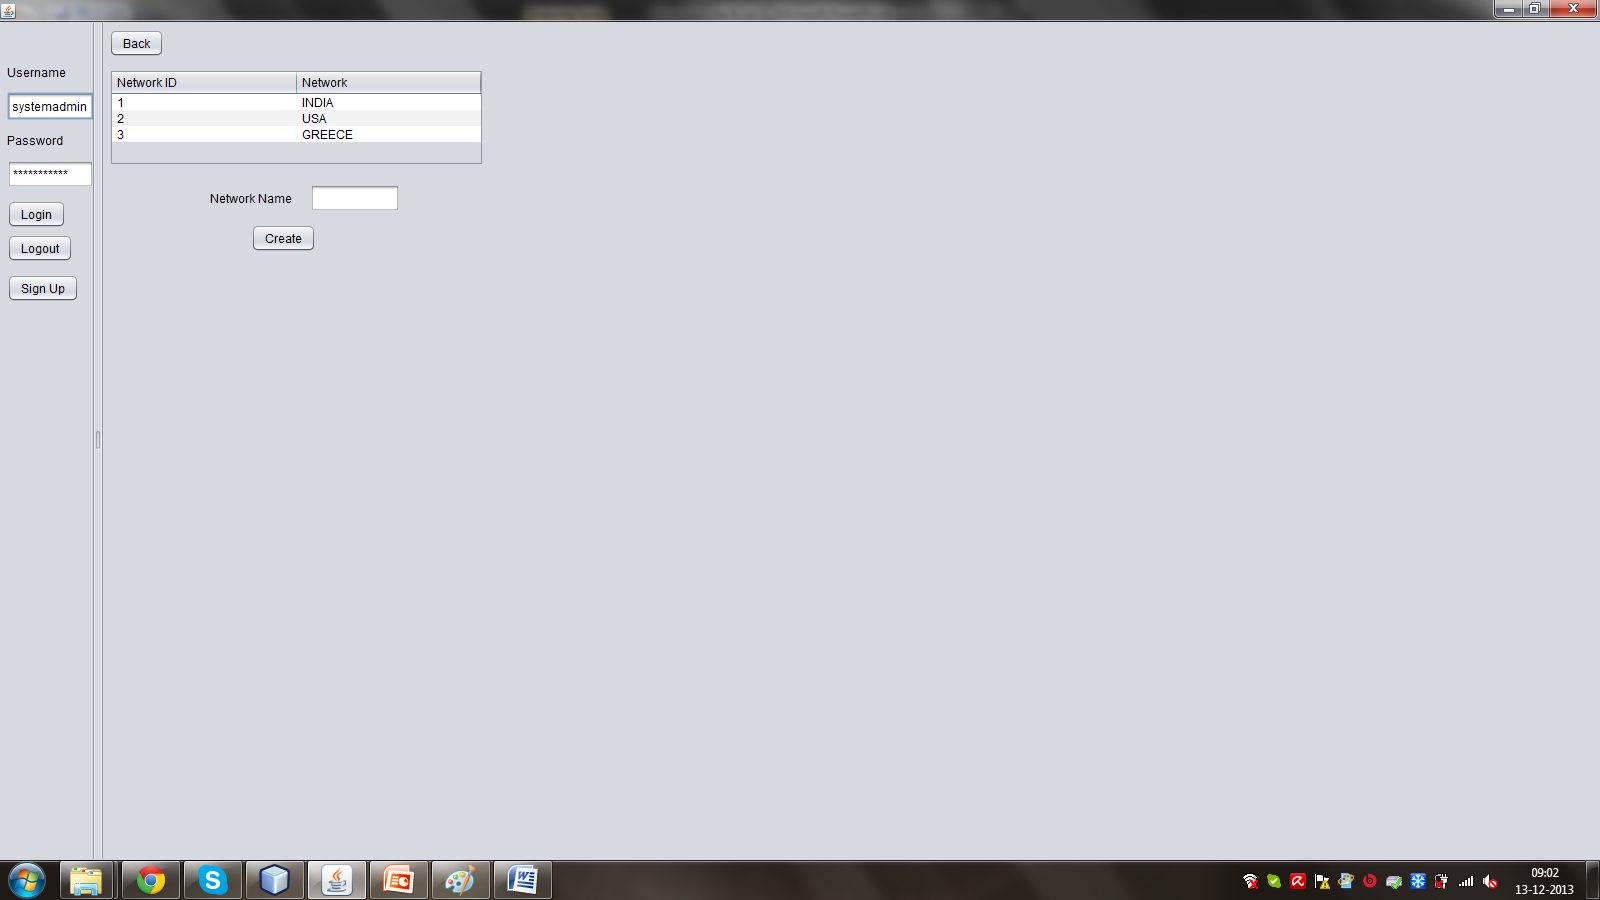 Back
Username
systemadmin
Password
***********
Login
Logout
Sign Up
Network ID Network
1 INDIA
2 USA
3 GREECE
Network Name
Create
09:02
13-12-2013